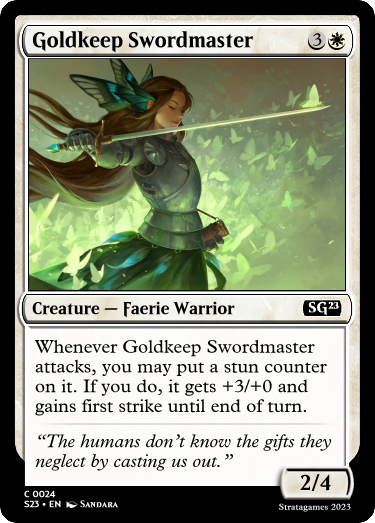 Goldkeep Swordmaster 3
Creature — Faerie Warrior SG23
Whenever Goldkeep Swordmaster
attacks, you may put a stun counter
on it. If you do, it gets +3/+0 and
gains first strike until end of turn.
“The humans don’t know the gifts they
neglect by casting us out.”
2/4
C 0024
S23 • EN SANDARA
Stratagames 2023